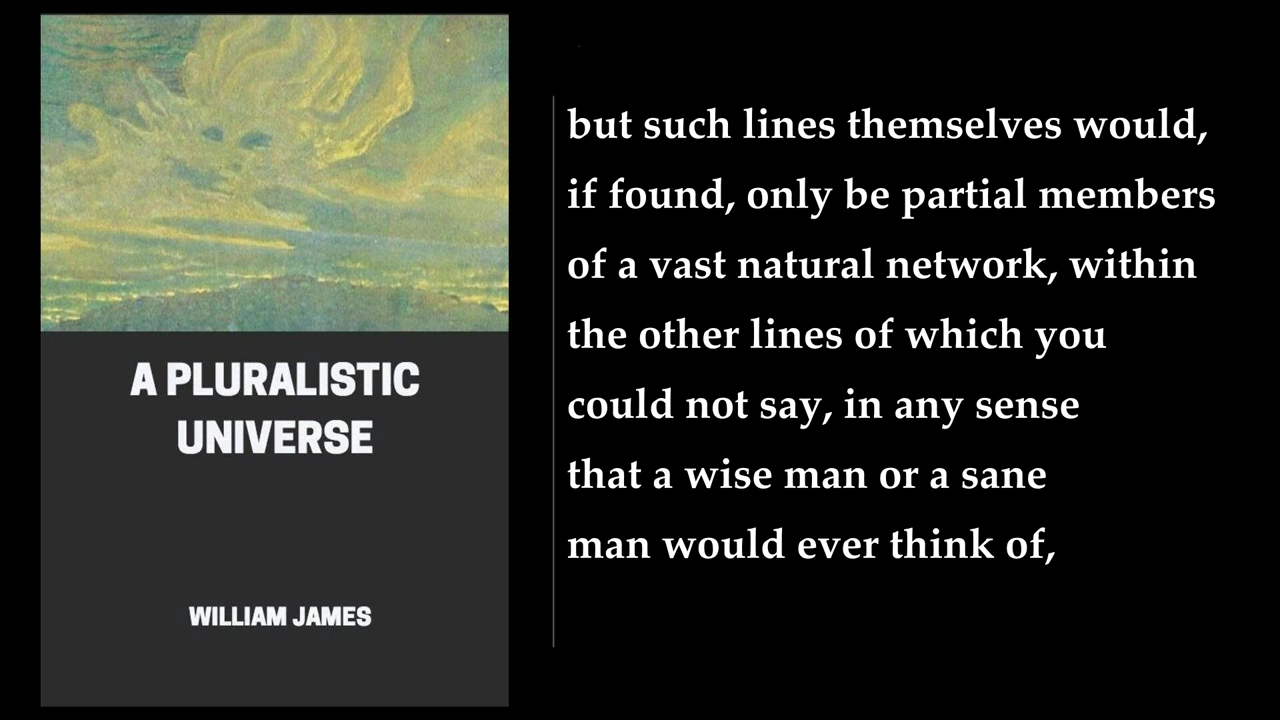 A PLURALISTIC
UNIVERSE
WILLIAM JAMES
but such lines themselves would,
if found, only be partial members
of a vast natural network, within
the other lines of which you
could not say, in any sense
that a wise man or a sane
man would ever think of,